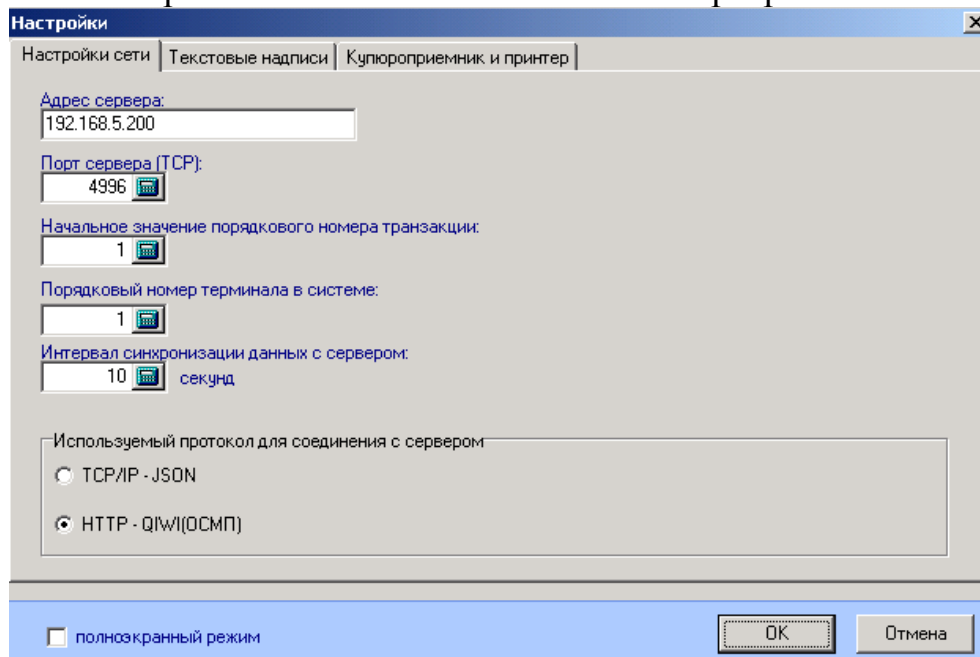 Настройки
Настройки сети Текстовые надписи Купюроприемник и принтер
Адрес сервера:
192.168.5.200
Порт сервера (TCP):
4996
Начальное значение порядкового номера транзакции:
1
Порядковый номер терминала в системе:
1
Интервал синхронизации данных с сервером:
10 секунд
Используемый протокол для соединения с сервером
TCP/IP - JSON
HTTP - QIWI(ОСМП)
полноэкранный режим OK Отмена